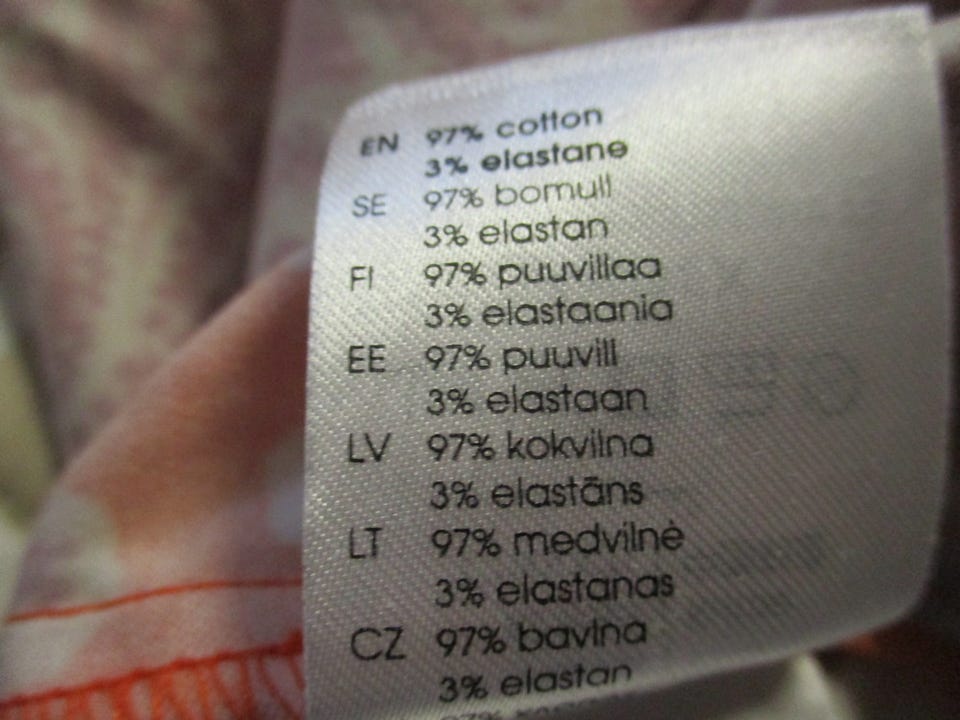 EN 97% cotton
3% elastane
SE 97% bomull
3% elastan
FI 97% puuvillaa
3% elastaania
EE 97% puuvill
3% elastaan
LV 97% kokvilna
3% elastāns
LT 97% medvilnė
3% elastanas
CZ 97% bavlna
3% elastan
97%